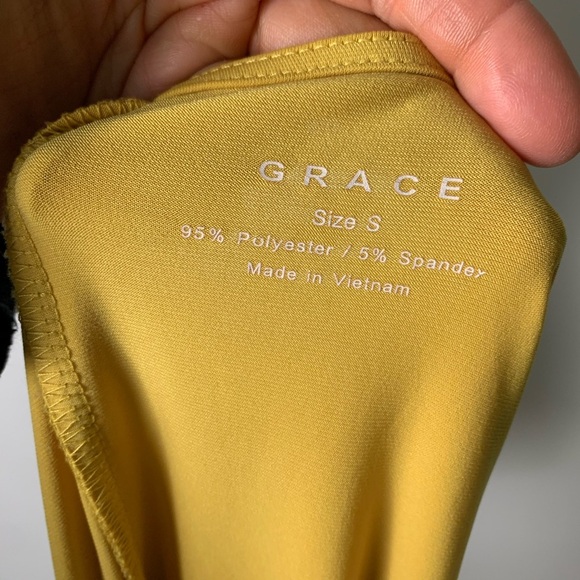 GRACE
Size S
95% Polyester / 5% Spandex
Made in Vietnam